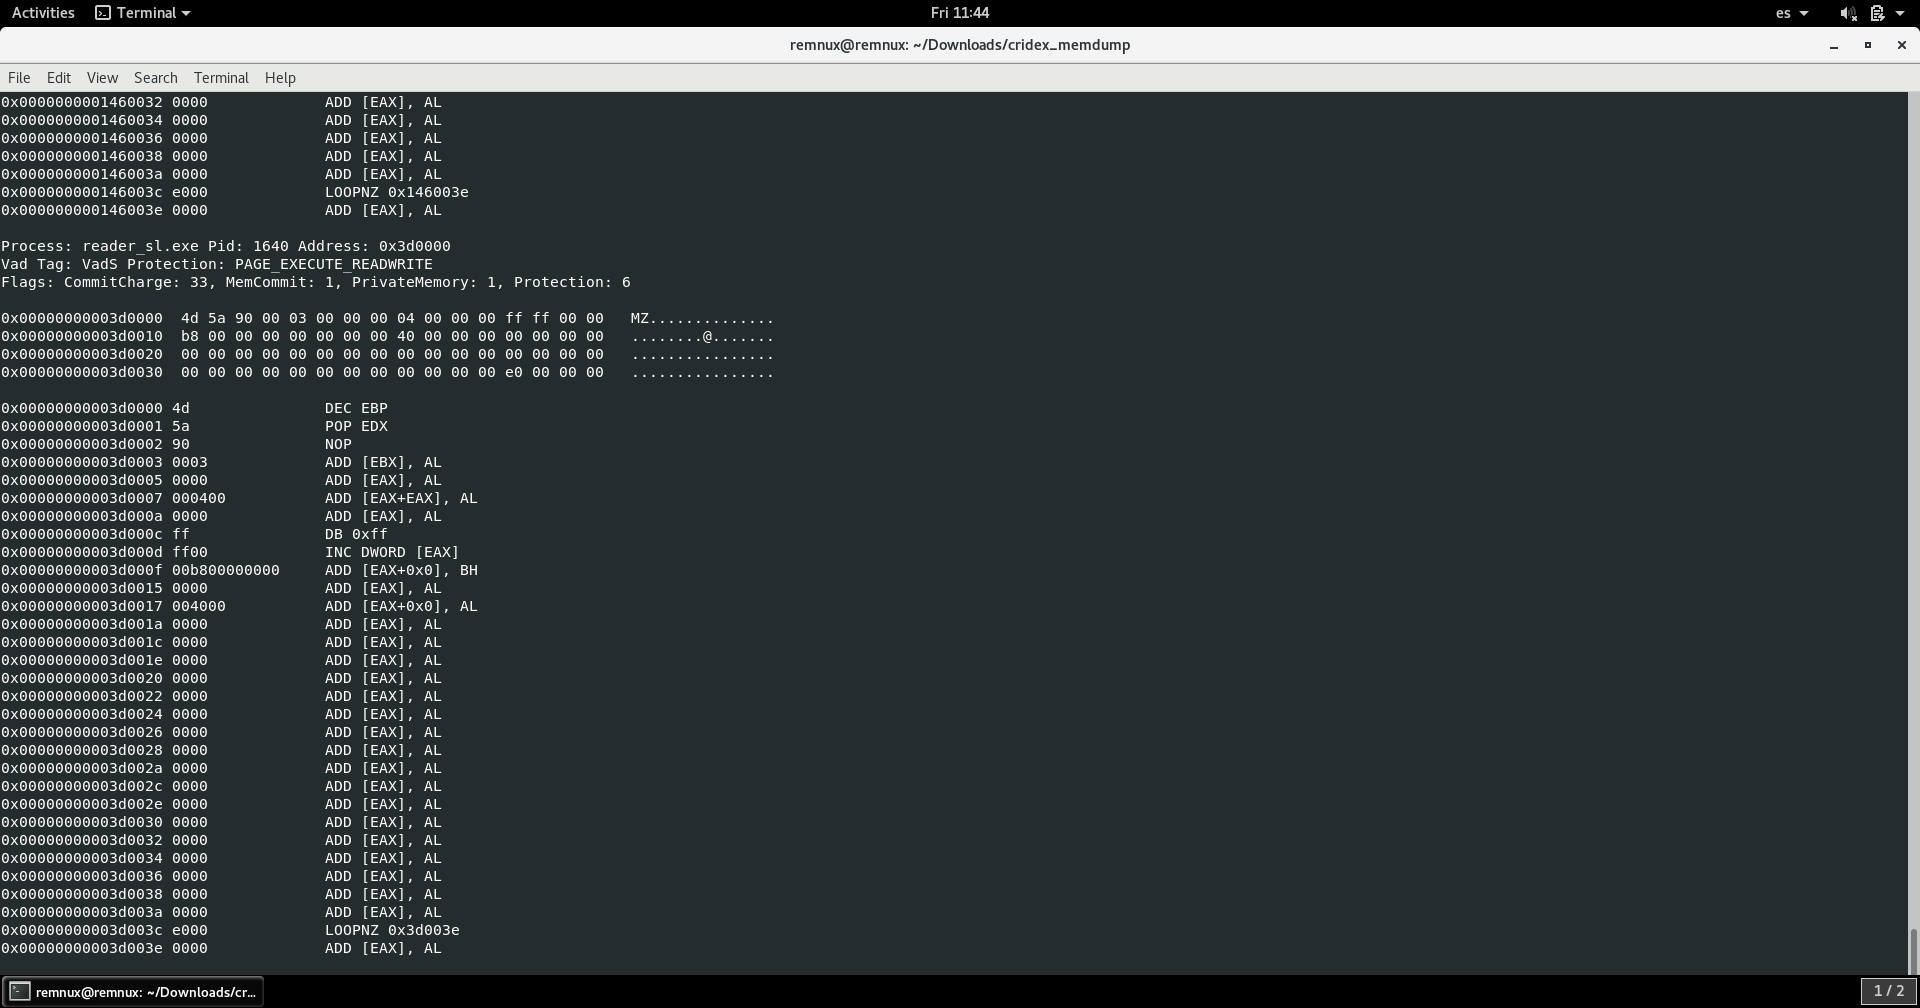 Activities Terminal Fri 11:44 es
remnux@remnux: ~/Downloads/cridex_memdump
File Edit View Search Terminal Help
0x0000000001460032 0000 ADD [EAX], AL
0x0000000001460034 0000 ADD [EAX], AL
0x0000000001460036 0000 ADD [EAX], AL
0x0000000001460038 0000 ADD [EAX], AL
0x000000000146003a 0000 ADD [EAX], AL
0x000000000146003c e000 LOOPNZ 0x146003e
0x000000000146003e 0000 ADD [EAX], AL
Process: reader_sl.exe Pid: 1640 Address: 0x3d0000
Vad Tag: VadS Protection: PAGE_EXECUTE_READWRITE
Flags: CommitCharge: 33, MemCommit: 1, PrivateMemory: 1, Protection: 6
0x00000000003d0000 4d 5a 90 00 03 00 00 00 04 00 00 00 ff ff 00 00 MZ..............
0x00000000003d0010 b8 00 00 00 00 00 00 00 40 00 00 00 00 00 00 00 ........@.......
0x00000000003d0020 00 00 00 00 00 00 00 00 00 00 00 00 00 00 00 00 ................
0x00000000003d0030 00 00 00 00 00 00 00 00 00 00 00 00 e0 00 00 00 ................
0x00000000003d0000 4d DEC EBP
0x00000000003d0001 5a POP EDX
0x00000000003d0002 90 NOP
0x00000000003d0003 0003 ADD [EBX], AL
0x00000000003d0005 0000 ADD [EAX], AL
0x00000000003d0007 000400 ADD [EAX+EAX], AL
0x00000000003d000a 0000 ADD [EAX], AL
0x00000000003d000c ff DB 0xff
0x00000000003d000d ff00 INC DWORD [EAX]
0x00000000003d000f 00b800000000 ADD [EAX+0x0], BH
0x00000000003d0015 0000 ADD [EAX], AL
0x00000000003d0017 004000 ADD [EAX+0x0], AL
0x00000000003d001a 0000 ADD [EAX], AL
0x00000000003d001c 0000 ADD [EAX], AL
0x00000000003d001e 0000 ADD [EAX], AL
0x00000000003d0020 0000 ADD [EAX], AL
0x00000000003d0022 0000 ADD [EAX], AL
0x00000000003d0024 0000 ADD [EAX], AL
0x00000000003d0026 0000 ADD [EAX], AL
0x00000000003d0028 0000 ADD [EAX], AL
0x00000000003d002a 0000 ADD [EAX], AL
0x00000000003d002c 0000 ADD [EAX], AL
0x00000000003d002e 0000 ADD [EAX], AL
0x00000000003d0030 0000 ADD [EAX], AL
0x00000000003d0032 0000 ADD [EAX], AL
0x00000000003d0034 0000 ADD [EAX], AL
0x00000000003d0036 0000 ADD [EAX], AL
0x00000000003d0038 0000 ADD [EAX], AL
0x00000000003d003a 0000 ADD [EAX], AL
0x00000000003d003c e000 LOOPNZ 0x3d003e
0x00000000003d003e 0000 ADD [EAX], AL
remnux@remnux: ~/Downloads/cr... 1 / 2